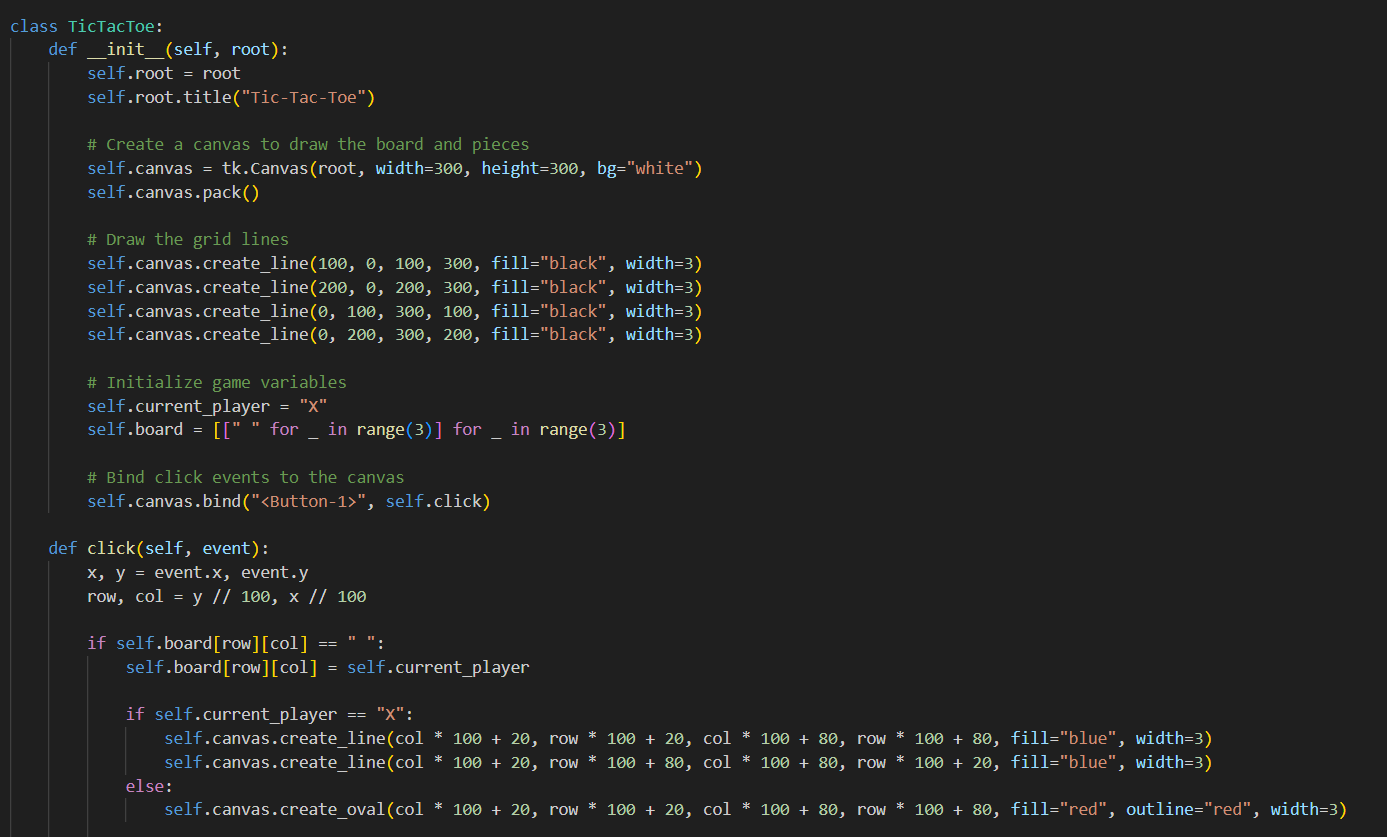 class TicTacToe:
    def __init__(self, root):
        self.root = root
        self.root.title("Tic-Tac-Toe")

        # Create a canvas to draw the board and pieces
        self.canvas = tk.Canvas(root, width=300, height=300, bg="white")
        self.canvas.pack()

        # Draw the grid lines
        self.canvas.create_line(100, 0, 100, 300, fill="black", width=3)
        self.canvas.create_line(200, 0, 200, 300, fill="black", width=3)
        self.canvas.create_line(0, 100, 300, 100, fill="black", width=3)
        self.canvas.create_line(0, 200, 300, 200, fill="black", width=3)

        # Initialize game variables
        self.current_player = "X"
        self.board = [[" " for _ in range(3)] for _ in range(3)]

        # Bind click events to the canvas
        self.canvas.bind("<Button-1>", self.click)

    def click(self, event):
        x, y = event.x, event.y
        row, col = y // 100, x // 100

        if self.board[row][col] == " ":
            self.board[row][col] = self.current_player

            if self.current_player == "X":
                self.canvas.create_line(col * 100 + 20, row * 100 + 20, col * 100 + 80, row * 100 + 80, fill="blue", width=3)
                self.canvas.create_line(col * 100 + 20, row * 100 + 80, col * 100 + 80, row * 100 + 20, fill="blue", width=3)
            else:
                self.canvas.create_oval(col * 100 + 20, row * 100 + 20, col * 100 + 80, row * 100 + 80, fill="red", outline="red", width=3)